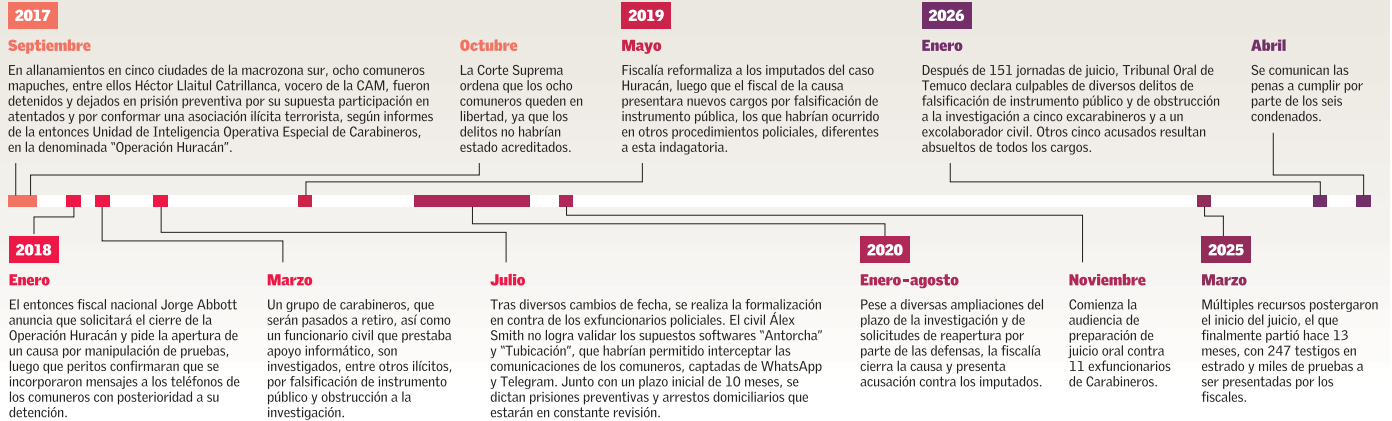 2017
Septiembre
En allanamientos en cinco ciudades de la macrozona sur, ocho comuneros
mapuches, entre ellos Héctor Llaitul Catrillanca, vocero de la CAM, fueron
detenidos y dejados en prisión preventiva por su supuesta participación en
atentados y por conformar una asociación ilícita terrorista, según informes
de la entonces Unidad de Inteligencia Operativa Especial de Carabineros,
en la denominada “Operación Huracán”.
Octubre
La Corte Suprema
ordena que los ocho
comuneros queden en
libertad, ya que los
delitos no habrían
estado acreditados.
2019
Mayo
Fiscalía reformaliza a los imputados del caso
Huracán, luego que el fiscal de la causa
presentara nuevos cargos por falsificación de
instrumento pública, los que habrían ocurrido
en otros procedimientos policiales, diferentes
a esta indagatoria.
2026
Enero
Después de 151 jornadas de juicio, Tribunal Oral de
Temuco declara culpables de diversos delitos de
falsificación de instrumento público y de obstrucción
a la investigación a cinco excarabineros y a un
excolaborador civil. Otros cinco acusados resultan
absueltos de todos los cargos.
Abril
Se comunican las
penas a cumplir por
parte de los seis
condenados.
2018
Enero
El entonces fiscal nacional Jorge Abbott
anuncia que solicitará el cierre de la
Operación Huracán y pide la apertura de
un causa por manipulación de pruebas,
luego que peritos confirmaran que se
incorporaron mensajes a los teléfonos de
los comuneros con posterioridad a su
detención.
Marzo
Un grupo de carabineros, que
serán pasados a retiro, así como
un funcionario civil que prestaba
apoyo informático, son
investigados, entre otros ilícitos,
por falsificación de instrumento
público y obstrucción a la
investigación.
Julio
Tras diversos cambios de fecha, se realiza la formalización
en contra de los exfuncionarios policiales. El civil Álex
Smith no logra validar los supuestos softwares “Antorcha”
y “Tubicación”, que habrían permitido interceptar las
comunicaciones de los comuneros, captadas de WhatsApp
y Telegram. Junto con un plazo inicial de 10 meses, se
dictan prisiones preventivas y arrestos domiciliarios que
estarán en constante revisión.
2020
Enero-agosto
Pese a diversas ampliaciones del
plazo de la investigación y de
solicitudes de reapertura por
parte de las defensas, la fiscalía
cierra la causa y presenta
acusación contra los imputados.
Noviembre
Comienza la
audiencia de
preparación de
juicio oral contra
11 exfuncionarios
de Carabineros.
2025
Marzo
Múltiples recursos postergaron
el inicio del juicio, el que
finalmente partió hace 13
meses, con 247 testigos en
estrado y miles de pruebas a
ser presentadas por los
fiscales.